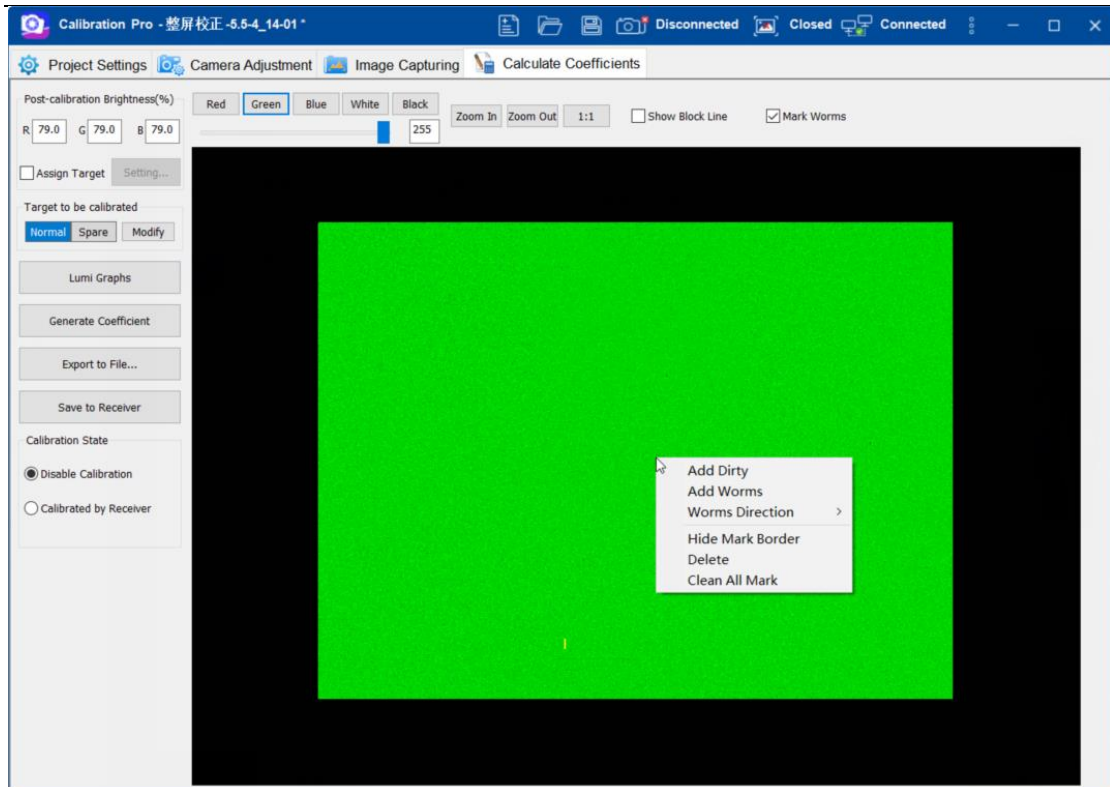 Calibration Pro - 整屏校正 -5.5-4_14-01 *
Disconnected
Closed
Connected
Project Settings
Camera Adjustment
Image Capturing
Calculate Coefficients
Post-calibration Brightness(%)
R 79.0 G 79.0 B 79.0
Assign Target Setting...
Target to be calibrated
Normal Spare Modify
Lumi Graphs
Generate Coefficient
Export to File...
Save to Receiver
Calibration State
Disable Calibration
Calibrated by Receiver
Red Green Blue White Black
255
Zoom In Zoom Out 1:1 Show Block Line Mark Worms
Add Dirty
Add Worms
Worms Direction >
Hide Mark Border
Delete
Clean All Mark